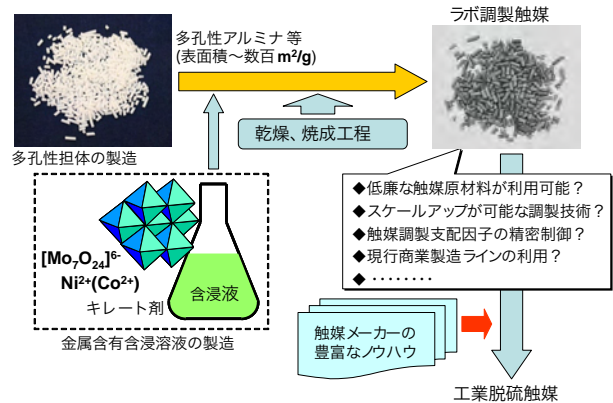 ラボ調製触媒
多孔性アルミナ等
(表面積～数百m²/g)
乾燥、焼成工程
多孔性担体の製造
[Mo₇O₂₄]⁶⁻
Ni²⁺(Co²⁺)
キレート剤
含浸液
金属含有含浸溶液の製造
◆低廉な触媒原材料が利用可能？
◆スケールアップが可能な調製技術？
◆触媒調製支配因子の精密制御？
◆現行商業製造ラインの利用？
◆ ‥‥‥‥
触媒メーカーの
豊富なノウハウ
工業脱硫触媒